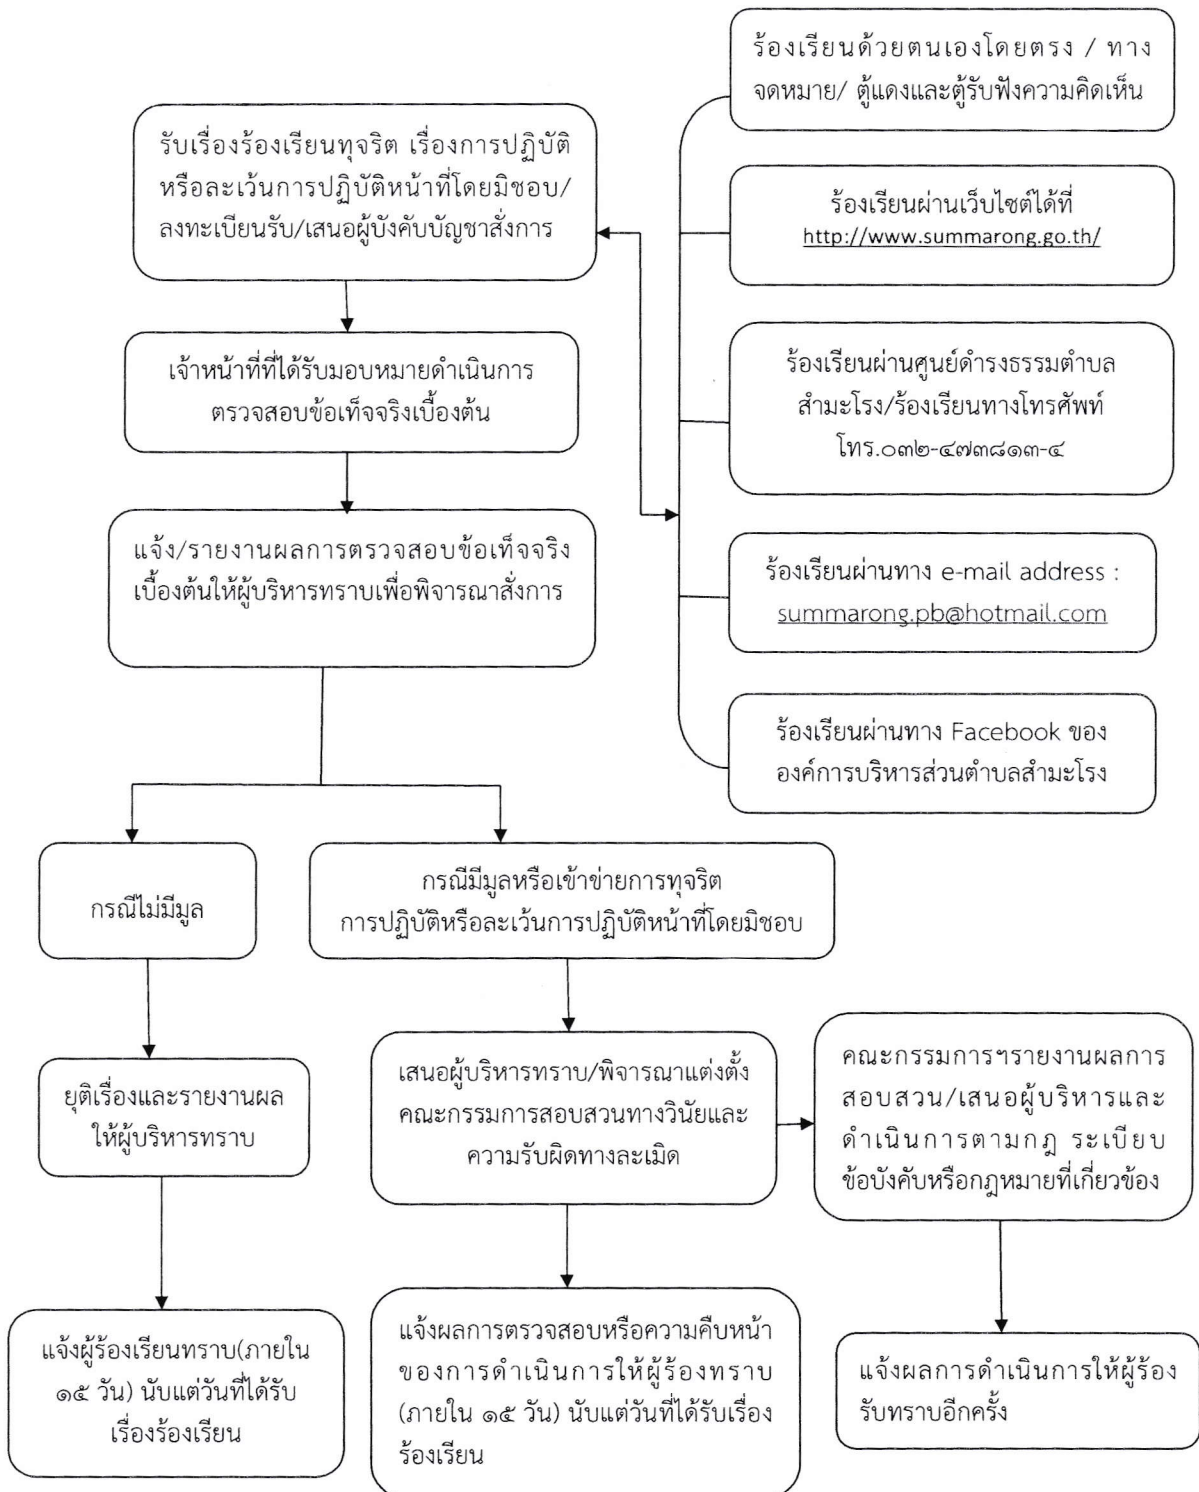 ร้องเรียนด้วยตนเองโดยตรง / ทาง
จดหมาย/ ตู้แดงและตู้รับฟังความคิดเห็น
รับเรื่องร้องเรียนทุจริต เรื่องการปฏิบัติ
หรือละเว้นการปฏิบัติหน้าที่โดยมิชอบ/
ลงทะเบียนรับ/เสนอผู้บังคับบัญชาสั่งการ
ร้องเรียนผ่านเว็บไซต์ได้ที่
http://www.summarong.go.th/
เจ้าหน้าที่ที่ได้รับมอบหมายดำเนินการ
ตรวจสอบข้อเท็จจริงเบื้องต้น
ร้องเรียนผ่านศูนย์ดำรงธรรมตำบล
สำมะโรง/ร้องเรียนทางโทรศัพท์
โทร.๐๓๒-๔๗๓๘๑๓-๔
แจ้ง/รายงานผลการตรวจสอบข้อเท็จจริง
เบื้องต้นให้ผู้บริหารทราบเพื่อพิจารณาสั่งการ
ร้องเรียนผ่านทาง e-mail address :
summarong.pb@hotmail.com
ร้องเรียนผ่านทาง Facebook ของ
องค์การบริหารส่วนตำบลสำมะโรง
กรณีไม่มีมูล
กรณีมีมูลหรือเข้าข่ายการทุจริต
การปฏิบัติหรือละเว้นการปฏิบัติหน้าที่โดยมิชอบ
ยุติเรื่องและรายงานผล
ให้ผู้บริหารทราบ
เสนอผู้บริหารทราบ/พิจารณาแต่งตั้ง
คณะกรรมการสอบสวนทางวินัยและ
ความรับผิดทางละเมิด
คณะกรรมการฯรายงานผลการ
สอบสวน/เสนอผู้บริหารและ
ดำเนินการตามกฎ ระเบียบ
ข้อบังคับหรือกฎหมายที่เกี่ยวข้อง
แจ้งผู้ร้องเรียนทราบ(ภายใน
๑๕ วัน) นับแต่วันที่ได้รับ
เรื่องร้องเรียน
แจ้งผลการตรวจสอบหรือความคืบหน้า
ของการดำเนินการให้ผู้ร้องทราบ
(ภายใน ๑๕ วัน) นับแต่วันที่ได้รับเรื่อง
ร้องเรียน
แจ้งผลการดำเนินการให้ผู้ร้อง
รับทราบอีกครั้ง